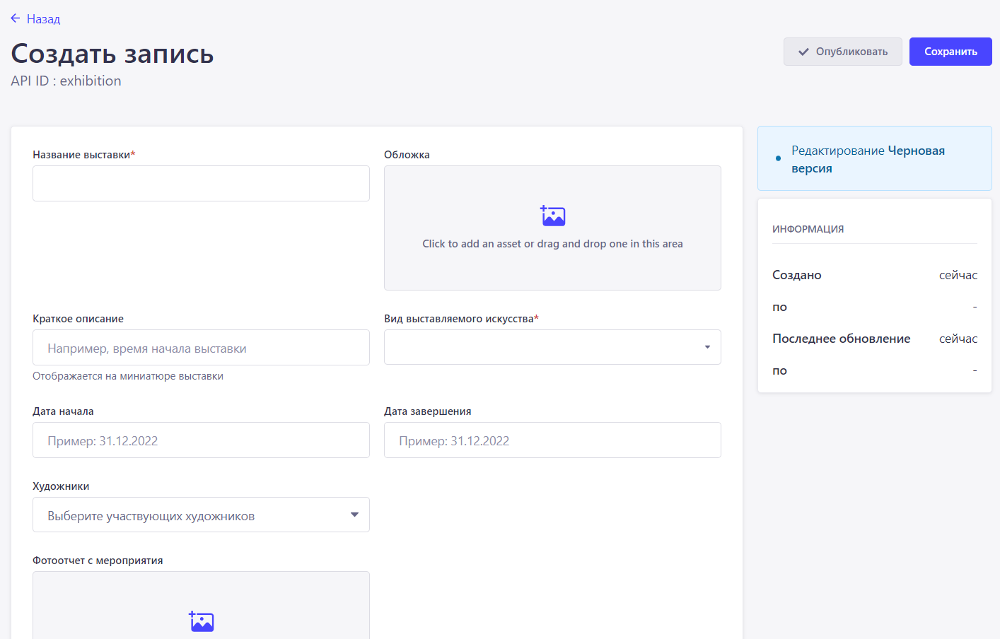 Назад
Создать запись
API ID : exhibition
Опубликовать
Сохранить
Название выставки*
Обложка
Click to add an asset or drag and drop one in this area
Краткое описание
Например, время начала выставки
Отображается на миниатюре выставки
Вид выставляемого искусства*
Дата начала
Пример: 31.12.2022
Дата завершения
Пример: 31.12.2022
Художники
Выберите участвующих художников
Фотоотчет с мероприятия
Редактирование Черновая
версия
ИНФОРМАЦИЯ
Создано сейчас
по -
Последнее обновление сейчас
по -